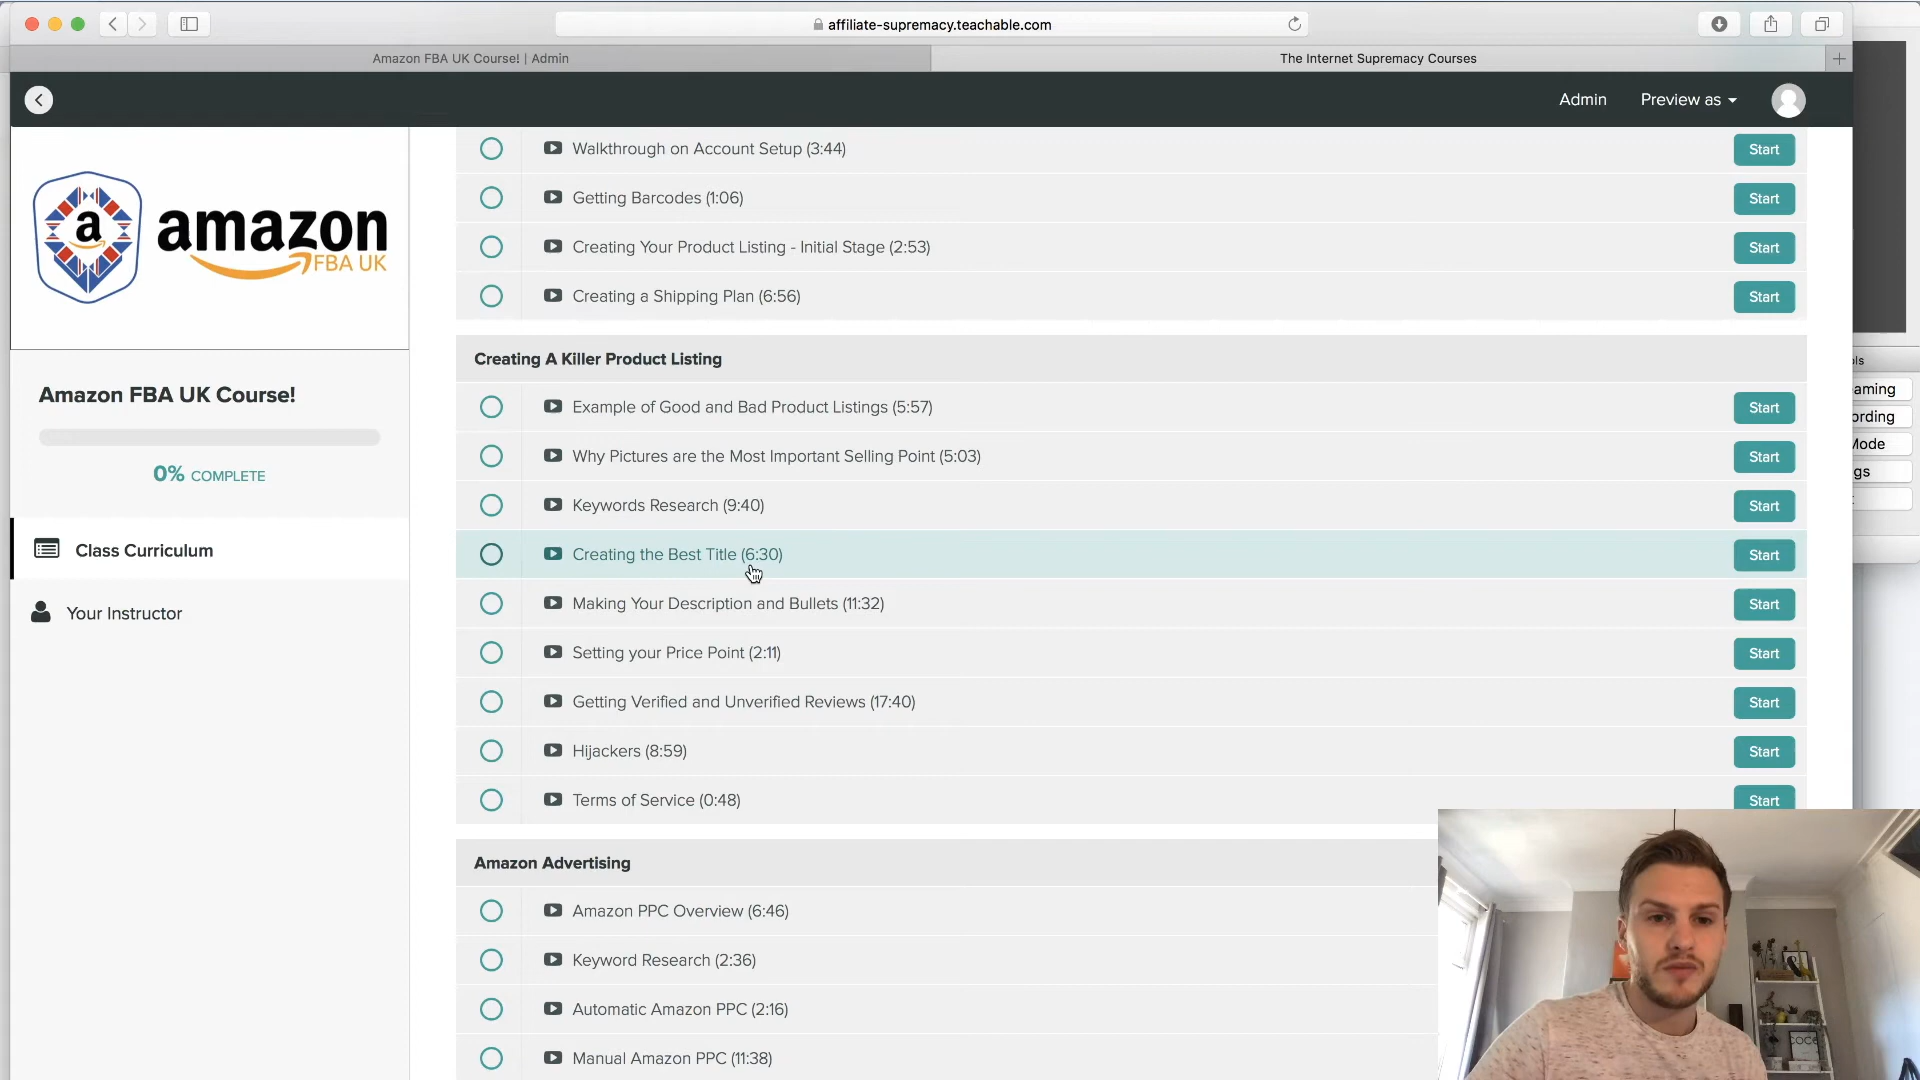 affiliate-supremacy.teachable.com
Amazon FBA UK Course! | Admin
The Internet Supremacy Courses
Admin
Preview as
a
amazon
FBA UK
Amazon FBA UK Course!
0% COMPLETE
Class Curriculum
Your Instructor
Walkthrough on Account Setup (3:44)
Start
Getting Barcodes (1:06)
Start
Creating Your Product Listing - Initial Stage (2:53)
Start
Creating a Shipping Plan (6:56)
Start
Creating A Killer Product Listing
Example of Good and Bad Product Listings (5:57)
Start
Why Pictures are the Most Important Selling Point (5:03)
Start
Keywords Research (9:40)
Start
Creating the Best Title (6:30)
Start
Making Your Description and Bullets (11:32)
Start
Setting your Price Point (2:11)
Start
Getting Verified and Unverified Reviews (17:40)
Start
Hijackers (8:59)
Start
Terms of Service (0:48)
Start
Amazon Advertising
Amazon PPC Overview (6:46)
Keyword Research (2:36)
Automatic Amazon PPC (2:16)
Manual Amazon PPC (11:38)
ols
aming
ording
Mode
gs